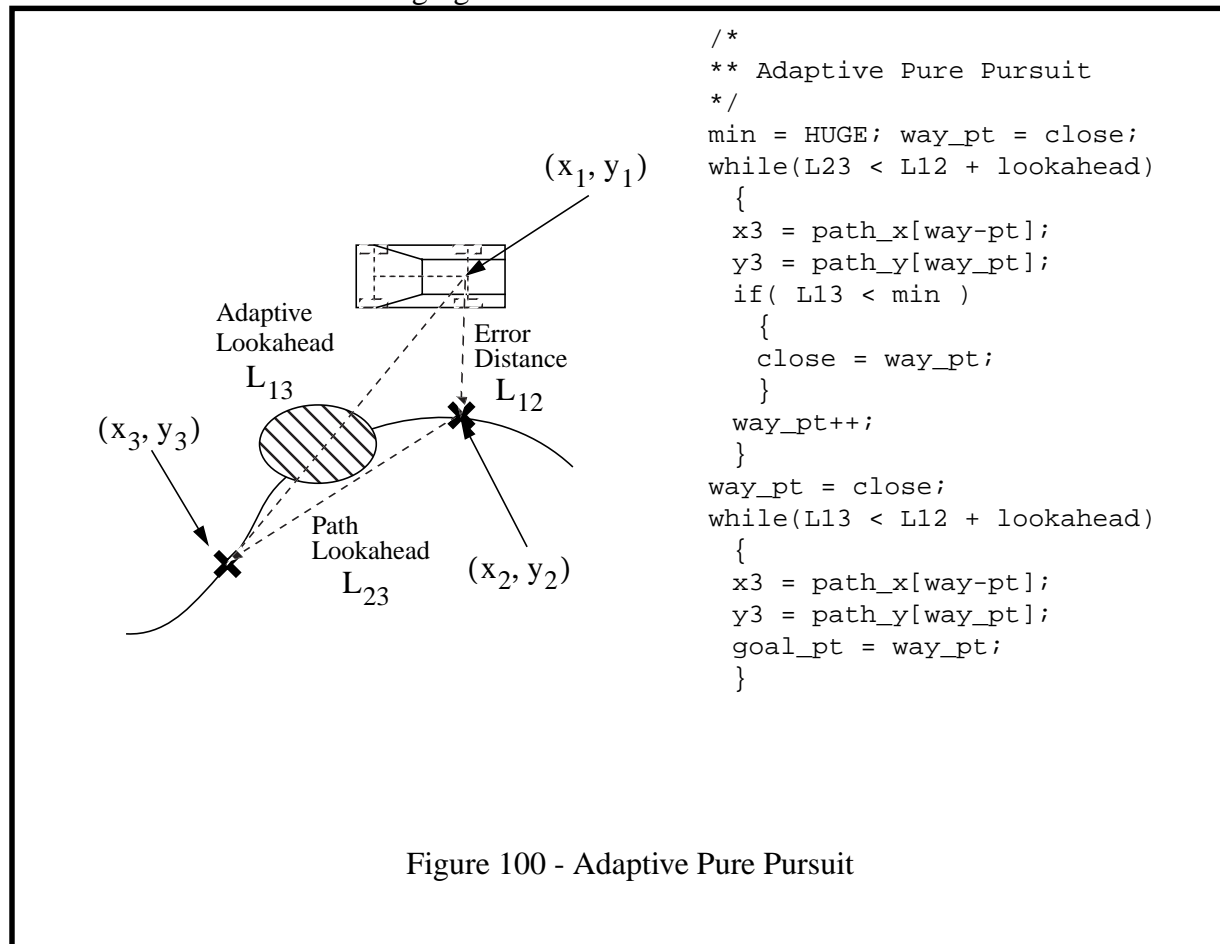 (x1, y1)
Adaptive
Lookahead
L13
Error
Distance
L12
(x3, y3)
Path
Lookahead
L23
(x2, y2)
/*
** Adaptive Pure Pursuit
*/
min = HUGE; way_pt = close;
while(L23 < L12 + lookahead)
{
x3 = path_x[way-pt];
y3 = path_y[way_pt];
if( L13 < min )
{
close = way_pt;
}
way_pt++;
}
way_pt = close;
while(L13 < L12 + lookahead)
{
x3 = path_x[way-pt];
y3 = path_y[way_pt];
goal_pt = way_pt;
}
Figure 100 - Adaptive Pure Pursuit